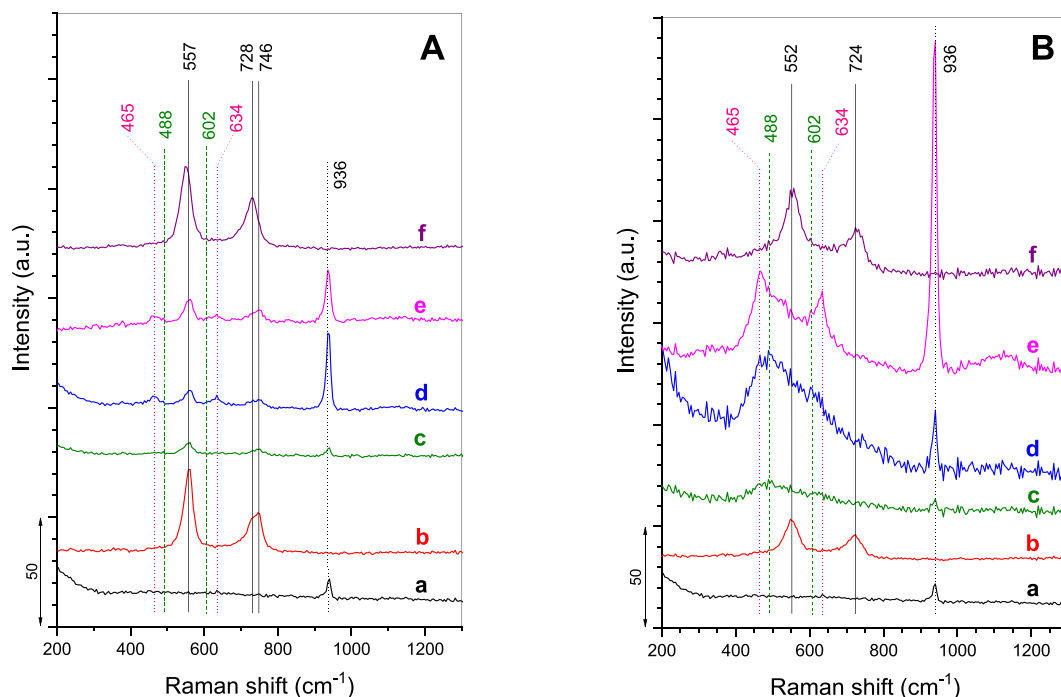 A
557
728
746
465
488
602
634
936
f
e
d
c
b
a
50
Intensity (a.u.)
200 400 600 800 1000 1200
Raman shift (cm⁻¹)
B
552
724
936
465
488
602
634
f
e
d
c
b
a
50
Intensity (a.u.)
200 400 600 800 1000 1200
Raman shift (cm⁻¹)